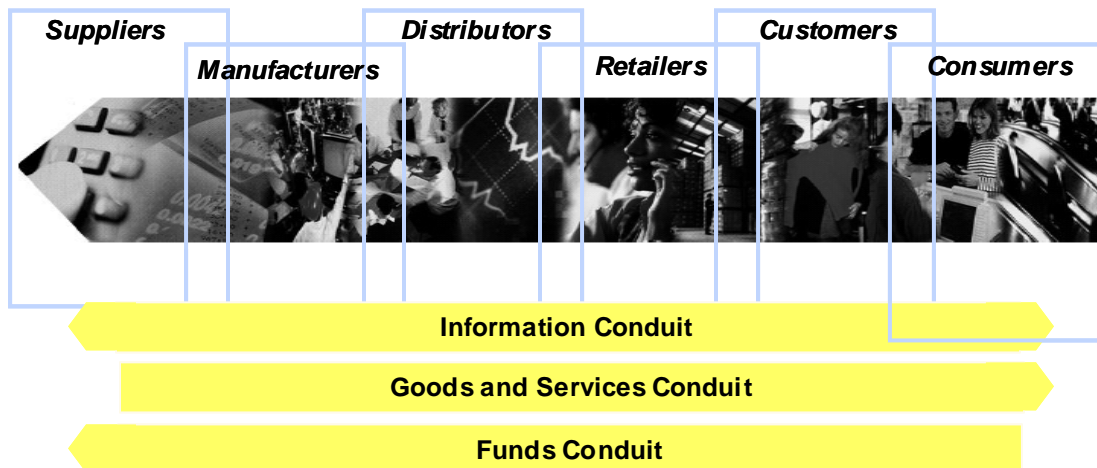 Suppliers
Distributors
Customers
Manufacturers
Retailers
Consumers
Information Conduit
Goods and Services Conduit
Funds Conduit